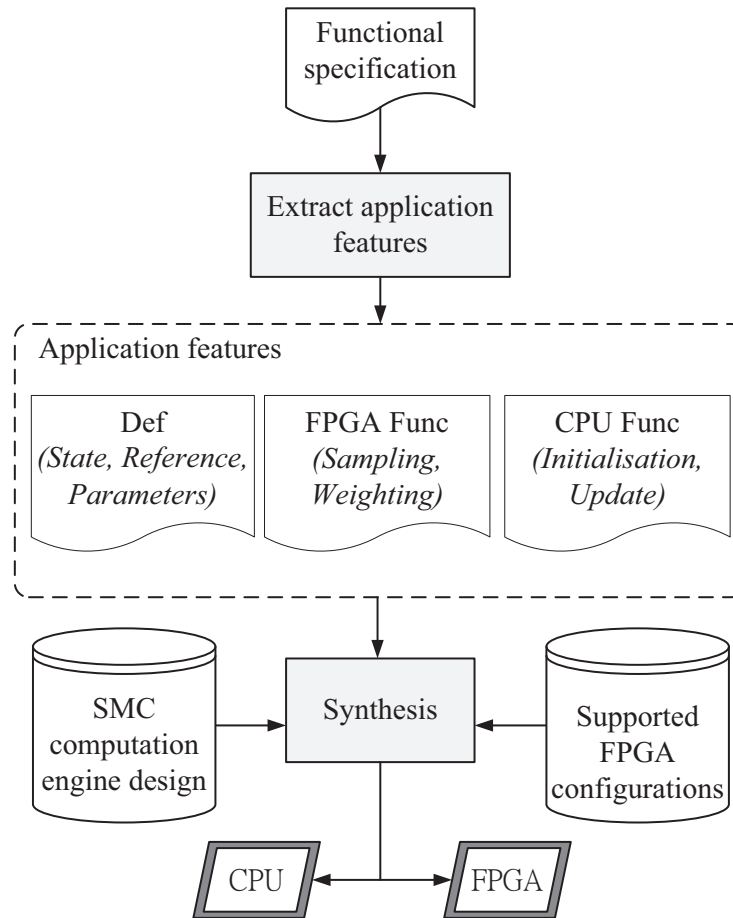 Functional
specification
Extract application
features
Application features
Def
(State, Reference,
Parameters)
FPGA Func
(Sampling,
Weighting)
CPU Func
(Initialisation,
Update)
SMC
computation
engine design
Synthesis
Supported
FPGA
configurations
CPU
FPGA